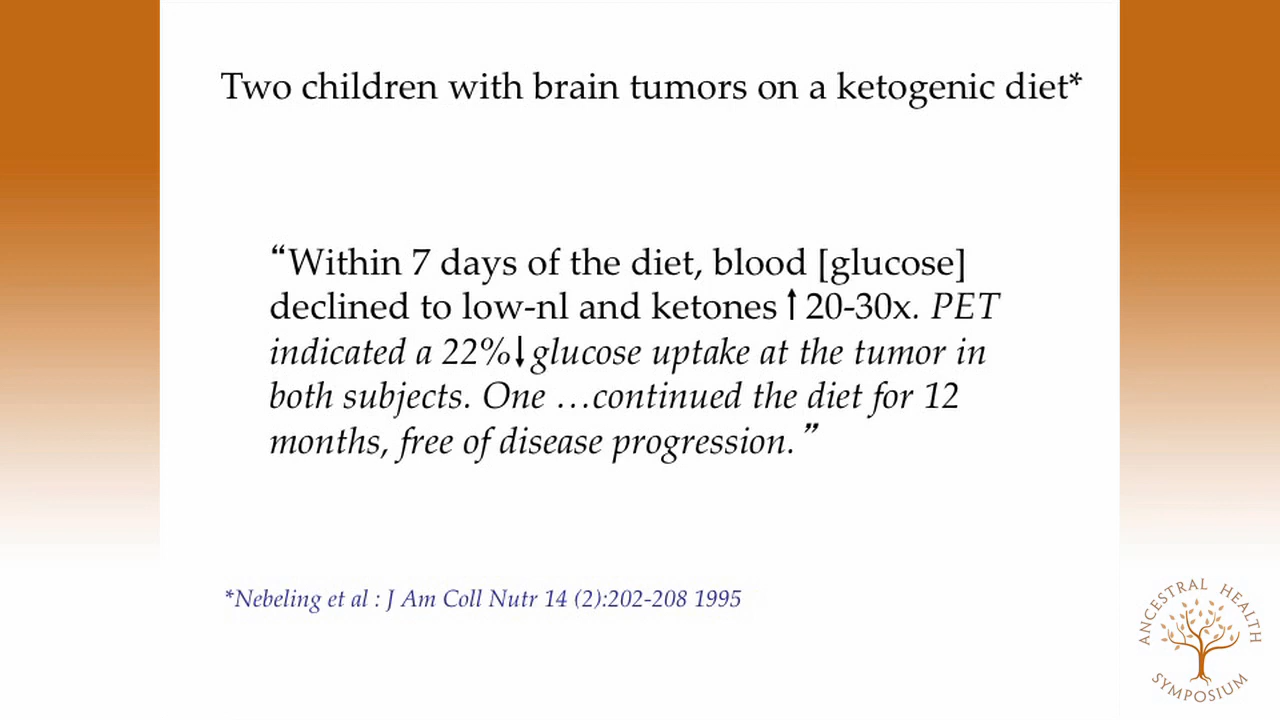 Two children with brain tumors on a ketogenic diet*
“Within 7 days of the diet, blood [glucose]
declined to low-nl and ketones ↑ 20-30x. PET
indicated a 22%↓glucose uptake at the tumor in
both subjects. One …continued the diet for 12
months, free of disease progression.”
*Nebeling et al : J Am Coll Nutr 14 (2):202-208 1995
ANCESTRAL HEALTH
SYMPOSIUM